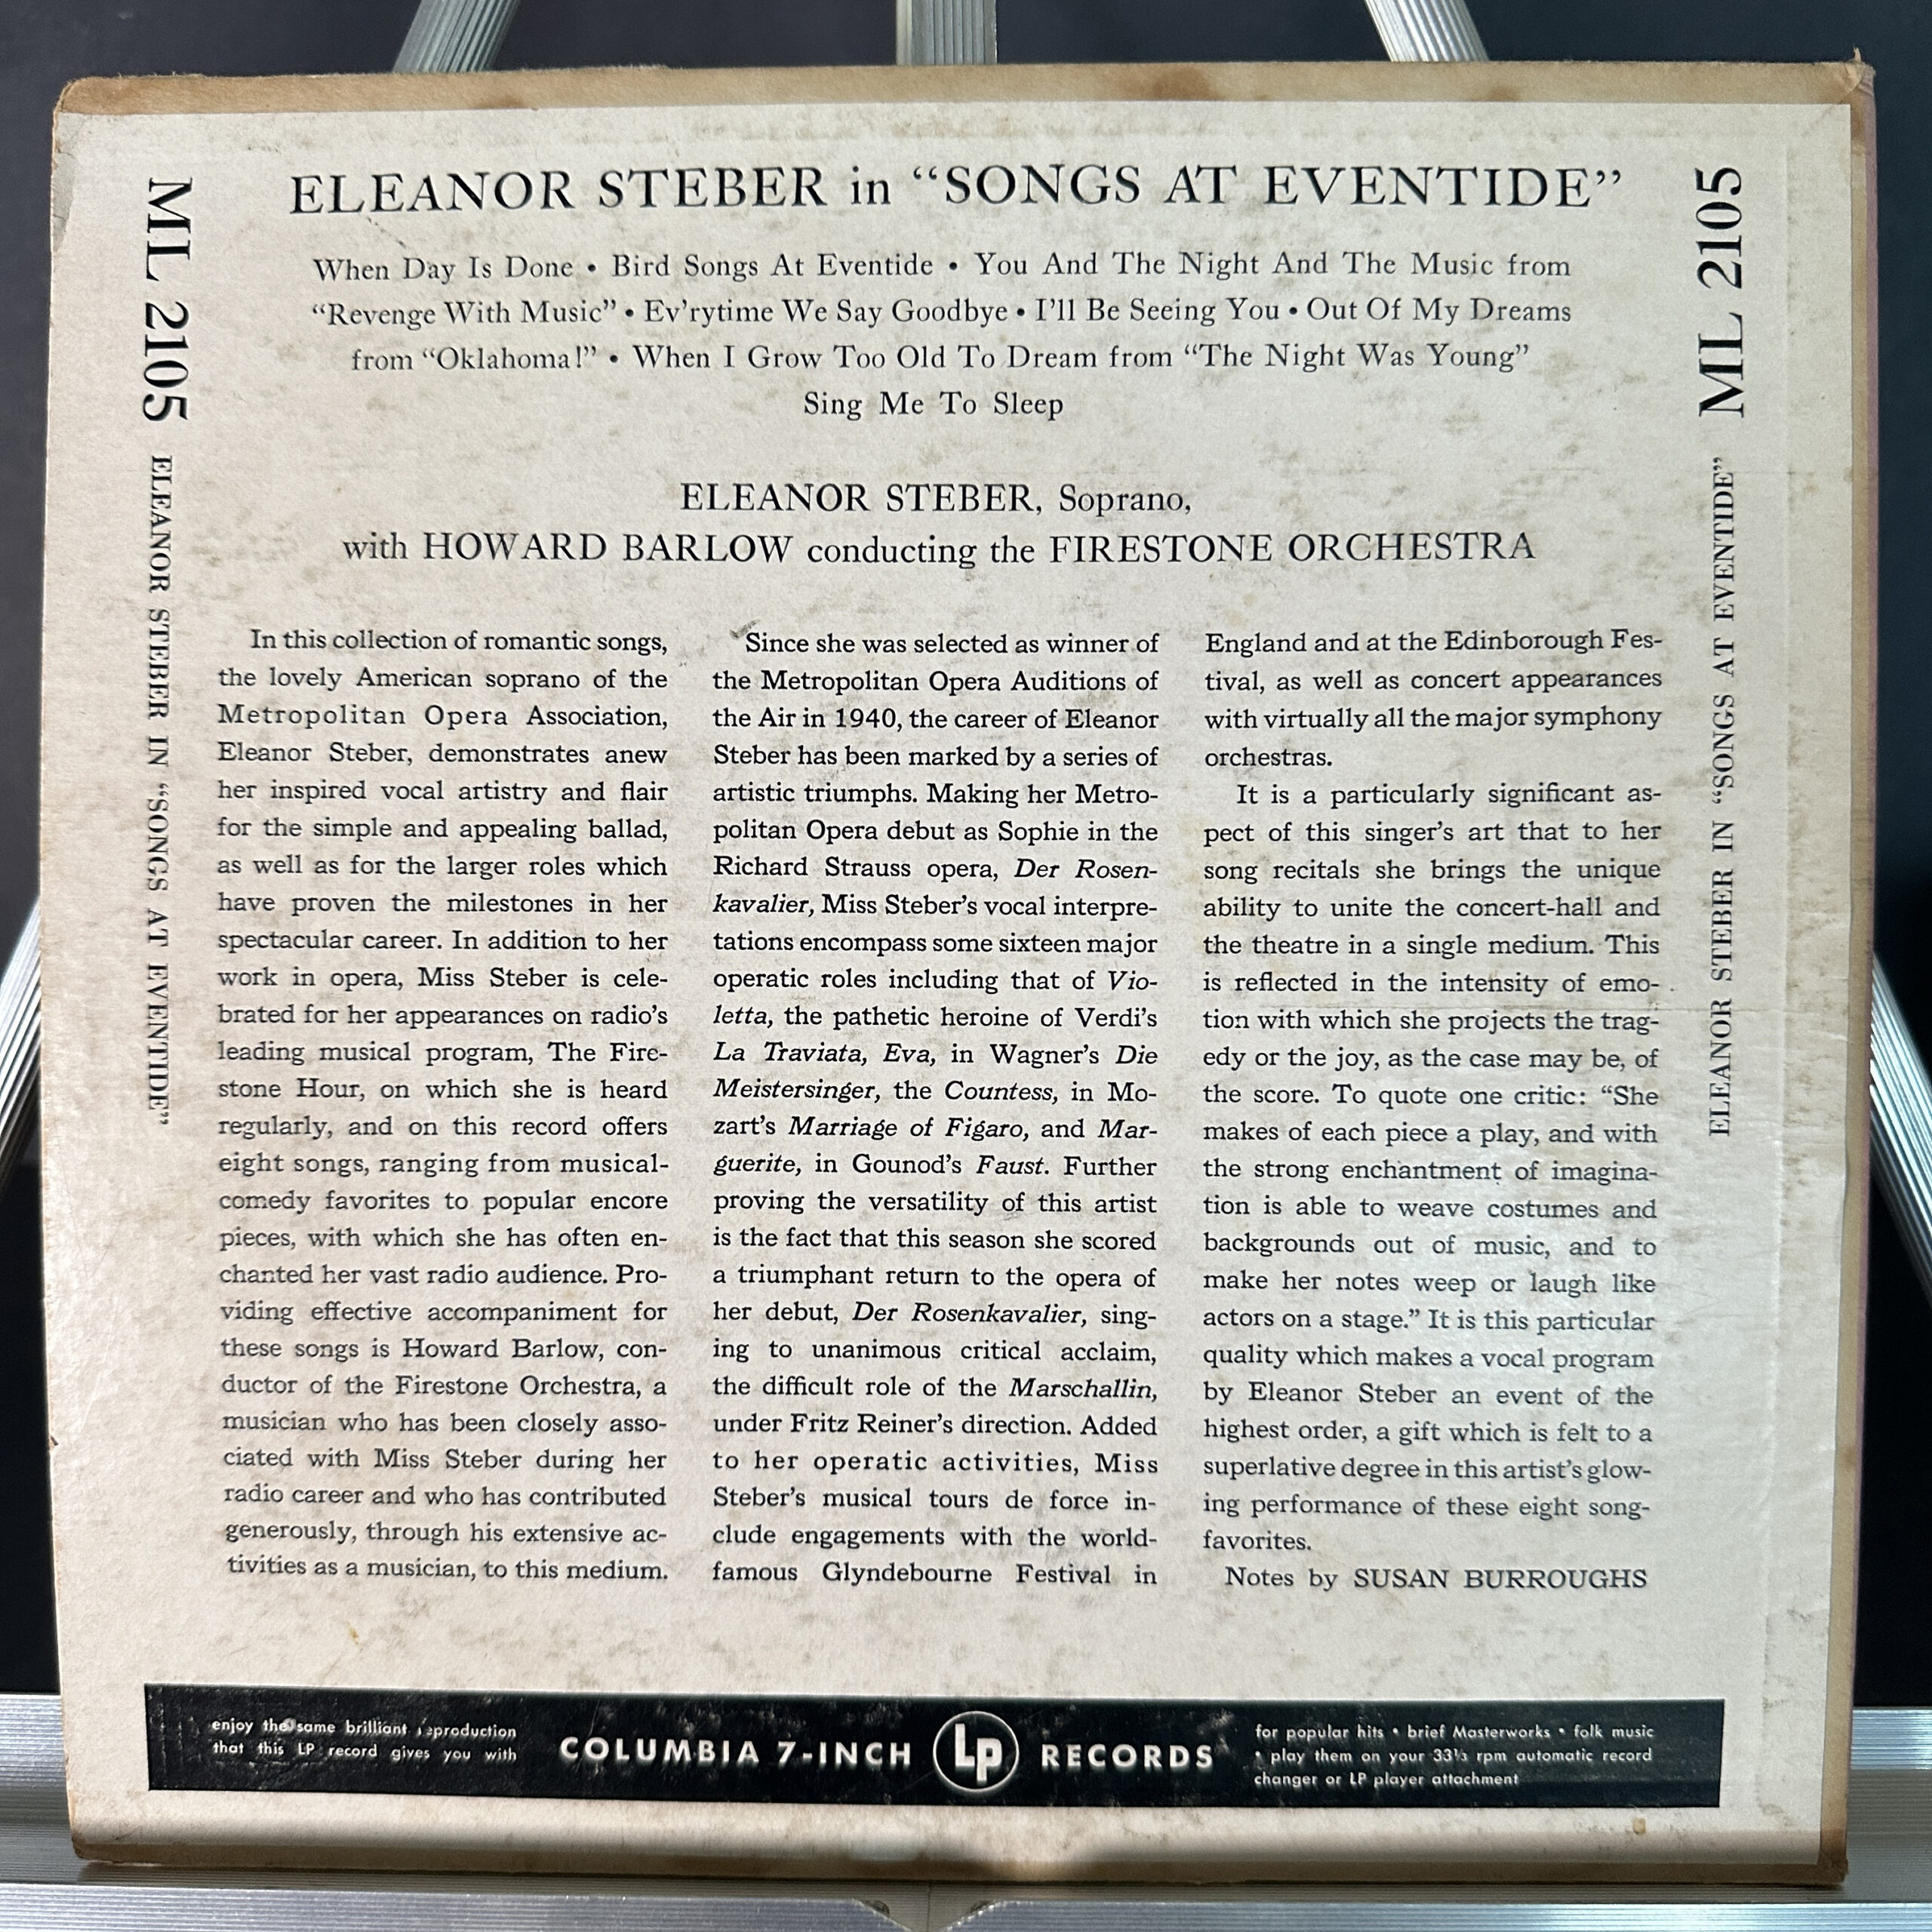 ELEANOR STEBER in “SONGS AT EVENTIDE”
When Day Is Done • Bird Songs At Eventide • You And The Night And The Music from
“Revenge With Music” • Ev'rytime We Say Goodbye • I'll Be Seeing You • Out Of My Dreams
from “Oklahoma!” • When I Grow Too Old To Dream from “The Night Was Young”
Sing Me To Sleep
ELEANOR STEBER, Soprano,
with HOWARD BARLOW conducting the FIRESTONE ORCHESTRA
ML 2105 ELEANOR STEBER IN “SONGS AT EVENTIDE”
In this collection of romantic songs,
the lovely American soprano of the
Metropolitan Opera Association,
Eleanor Steber, demonstrates anew
her inspired vocal artistry and flair
for the simple and appealing ballad,
as well as for the larger roles which
have proven the milestones in her
spectacular career. In addition to her
work in opera, Miss Steber is cele-
brated for her appearances on radio's
leading musical program, The Fire-
stone Hour, on which she is heard
regularly, and on this record offers
eight songs, ranging from musical-
comedy favorites to popular encore
pieces, with which she has often en-
chanted her vast radio audience. Pro-
viding effective accompaniment for
these songs is Howard Barlow, con-
ductor of the Firestone Orchestra, a
musician who has been closely asso-
ciated with Miss Steber during her
radio career and who has contributed
generously, through his extensive ac-
tivities as a musician, to this medium.
Since she was selected as winner of
the Metropolitan Opera Auditions of
the Air in 1940, the career of Eleanor
Steber has been marked by a series of
artistic triumphs. Making her Metro-
politan Opera debut as Sophie in the
Richard Strauss opera, Der Rosen-
kavalier, Miss Steber's vocal interpre-
tations encompass some sixteen major
operatic roles including that of Vio-
letta, the pathetic heroine of Verdi's
La Traviata, Eva, in Wagner's Die
Meistersinger, the Countess, in Mo-
zart's Marriage of Figaro, and Mar-
guerite, in Gounod's Faust. Further
proving the versatility of this artist
is the fact that this season she scored
a triumphant return to the opera of
her debut, Der Rosenkavalier, sing-
ing to unanimous critical acclaim,
the difficult role of the Marschallin,
under Fritz Reiner's direction. Added
to her operatic activities, Miss
Steber's musical tours de force in-
clude engagements with the world-
famous Glyndebourne Festival in
England and at the Edinborough Fes-
tival, as well as concert appearances
with virtually all the major symphony
orchestras.
It is a particularly significant as-
pect of this singer's art that to her
song recitals she brings the unique
ability to unite the concert-hall and
the theatre in a single medium. This
is reflected in the intensity of emo-
tion with which she projects the trag-
edy or the joy, as the case may be, of
the score. To quote one critic: “She
makes of each piece a play, and with
the strong enchantment of imagina-
tion is able to weave costumes and
backgrounds out of music, and to
make her notes weep or laugh like
actors on a stage.” It is this particular
quality which makes a vocal program
by Eleanor Steber an event of the
highest order, a gift which is felt to a
superlative degree in this artist's glow-
ing performance of these eight song-
favorites.
Notes by SUSAN BURROUGHS
ML 2105
ELEANOR STEBER IN “SONGS AT EVENTIDE”
enjoy the same brilliant reproduction
that this LP record gives you with
COLUMBIA 7-INCH Lp RECORDS
for popular hits • brief Masterworks • folk music
• play them on your 33⅓ rpm automatic record
changer or LP player attachment